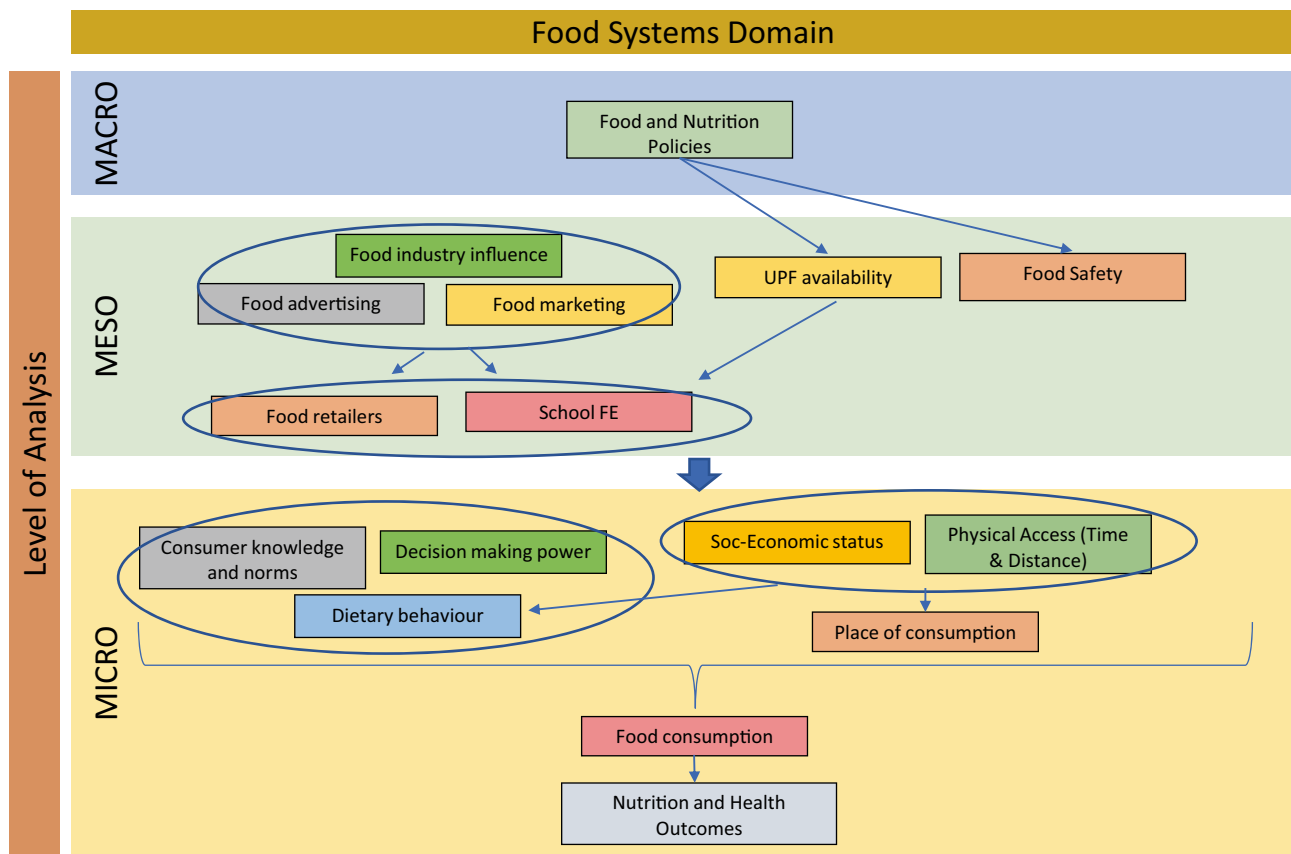 Food Systems Domain
Level of Analysis
MACRO
Food and Nutrition
Policies
MESO
Food industry influence
Food advertising
Food marketing
UPF availability
Food Safety
Food retailers
School FE
MICRO
Consumer knowledge
and norms
Decision making power
Dietary behaviour
Soc-Economic status
Physical Access (Time
& Distance)
Place of consumption
Food consumption
Nutrition and Health
Outcomes